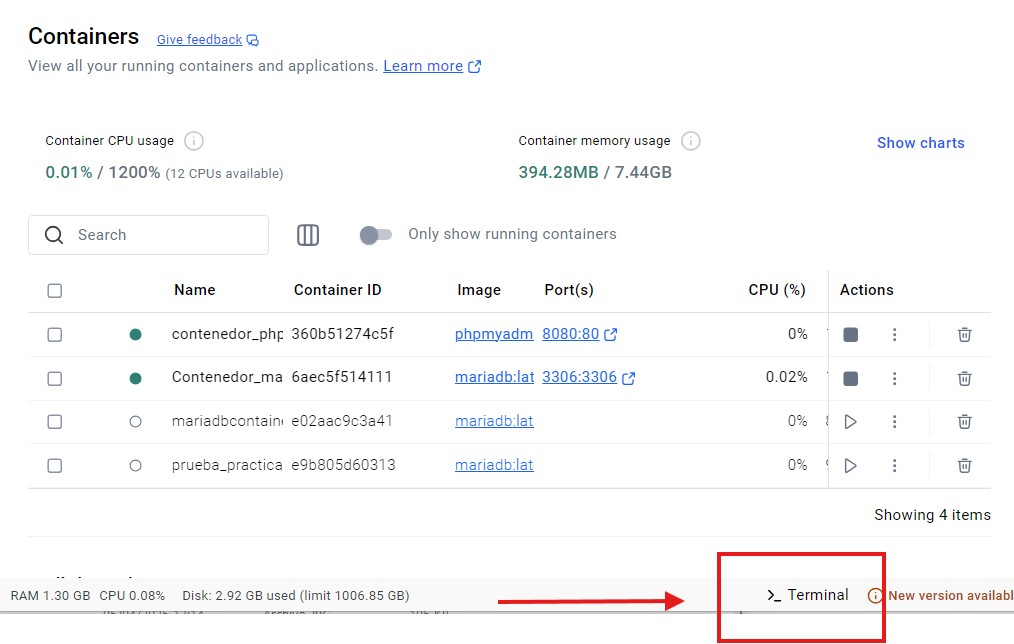 Containers Give feedback
View all your running containers and applications. Learn more
Container CPU usage
Container memory usage
Show charts
0.01% / 1200% (12 CPUs available)
394.28MB / 7.44GB
Search
Only show running containers
Name Container ID Image Port(s) CPU (%) Actions
contenedor_php 360b51274c5f phpmyadm 8080:80 0%
Contenedor_ma 6aec5f514111 mariadb:lat 3306:3306 0.02%
mariadbcontaine e02aac9c3a41 mariadb:lat 0%
prueba_practica e9b805d60313 mariadb:lat 0%
Showing 4 items
RAM 1.30 GB CPU 0.08% Disk: 2.92 GB used (limit 1006.85 GB) >_ Terminal New version availabl